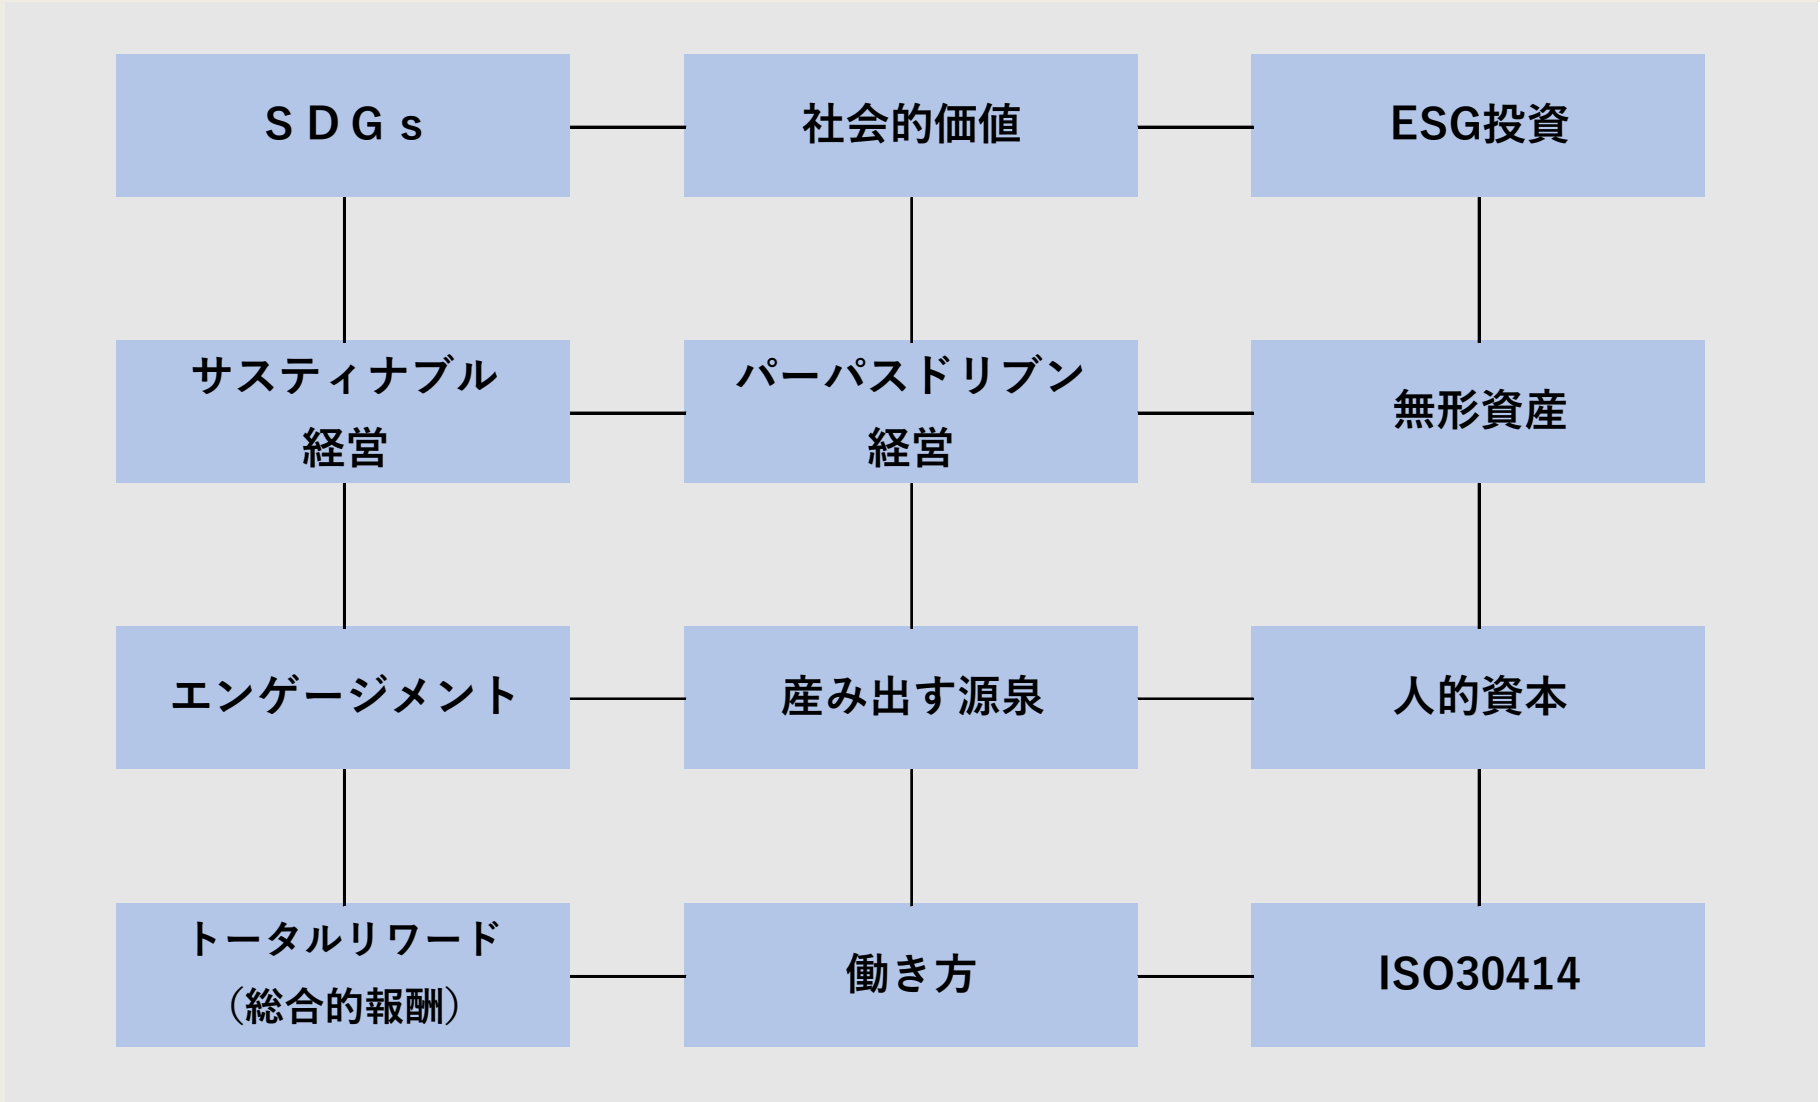 ＳＤＧｓ
社会的価値
ESG投資
サスティナブル
経営
パーパスドリブン
経営
無形資産
エンゲージメント
産み出す源泉
人的資本
トータルリワード
（総合的報酬）
働き方
ISO30414